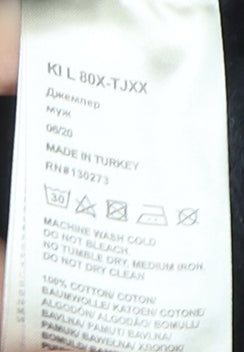 KI L 80X-TJXX
Джемпер
муж
06/20
MADE IN TURKEY
RN#130273
30
MACHINE WASH COLD
DO NOT BLEACH.
NO TUMBLE DRY, MEDIUM IRON.
DO NOT DRY CLEAN
100% COTTON/ COTON/
BAUMWOLLE/ KATOEN/ COTONE/
ALGODÓN/ ALGODÃO/ BOMULL/
BAVLNA/ PAMUT/ BAVLNA/
PAMUK/ BAWEŁNA/ ХЛОПОК/